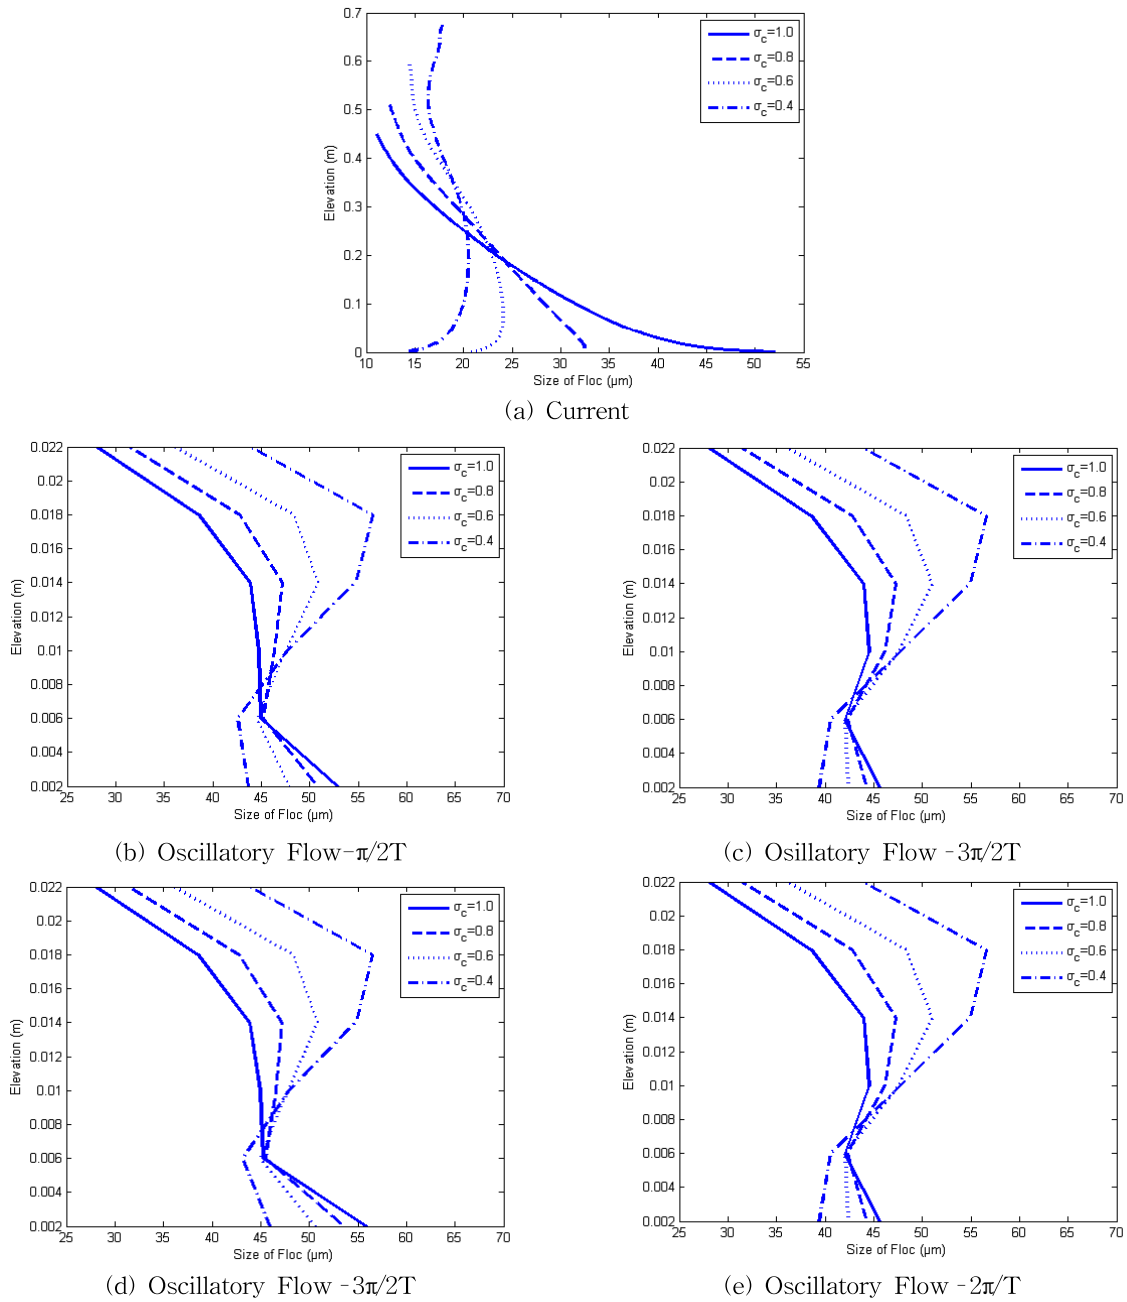 0.7
0.6
0.5
0.4
0.3
0.2
0.1
0
Elevation (m)
σc=1.0
σc=0.8
σc=0.6
σc=0.4
10 15 20 25 30 35 40 45 50 55
Size of Floc (μm)
(a) Current
0.022
0.02
0.018
0.016
0.014
0.012
0.01
0.008
0.006
0.004
0.002
Elevation (m)
σc=1.0
σc=0.8
σc=0.6
σc=0.4
25 30 35 40 45 50 55 60 65 70
Size of Floc (μm)
(b) Oscillatory Flow-π/2T
0.022
0.02
0.018
0.016
0.014
0.012
0.01
0.008
0.006
0.004
0.002
Elevation (m)
σc=1.0
σc=0.8
σc=0.6
σc=0.4
25 30 35 40 45 50 55 60 65 70
Size of Floc (μm)
(c) Osillatory Flow -3π/2T
0.022
0.02
0.018
0.016
0.014
0.012
0.01
0.008
0.006
0.004
0.002
Elevation (m)
σc=1.0
σc=0.8
σc=0.6
σc=0.4
25 30 35 40 45 50 55 60 65 70
Size of Floc (μm)
(d) Oscillatory Flow -3π/2T
0.022
0.02
0.018
0.016
0.014
0.012
0.01
0.008
0.006
0.004
0.002
Elevation (m)
σc=1.0
σc=0.8
σc=0.6
σc=0.4
25 30 35 40 45 50 55 60 65 70
Size of Floc (μm)
(e) Oscillatory Flow -2π/T